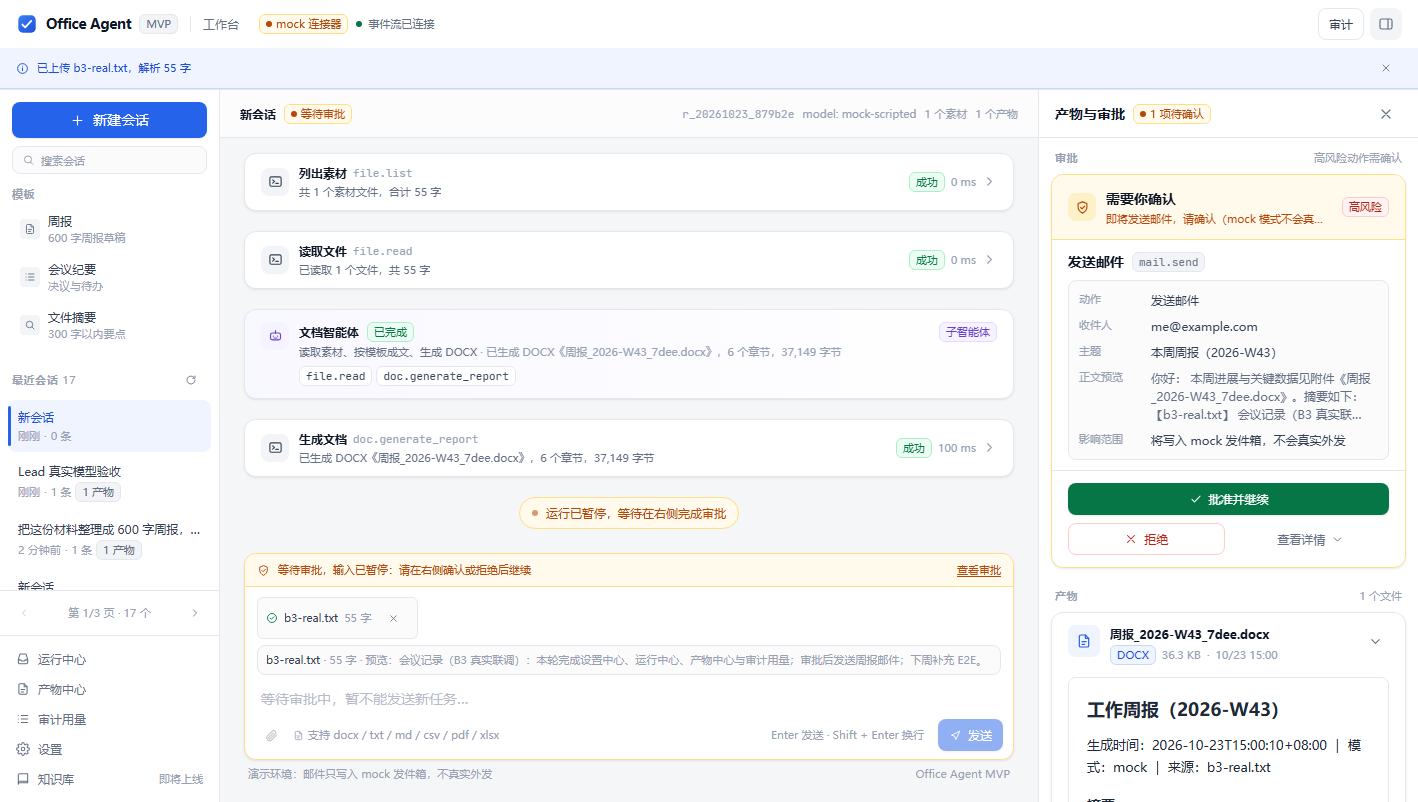 Office Agent MVP 工作台 mock 连接器 事件流已连接 审计
已上传 b3-real.txt，解析 55 字
新建会话
搜索会话
模板
周报
600 字周报草稿
会议纪要
决议与待办
文件摘要
300 字以内要点
最近会话 17
新会话
刚刚 · 0 条
Lead 真实模型验收
刚刚 · 1 条 1 产物
把这份材料整理成 600 字周报，...
2 分钟前 · 1 条 1 产物
新会话
第 1/3 页 · 17 个
运行中心
产物中心
审计用量
设置
知识库 即将上线
新会话 等待审批 r_20261023_879b2e model: mock-scripted 1 个素材 1 个产物
列出素材 file.list
共 1 个素材文件，合计 55 字
成功 0 ms
读取文件 file.read
已读取 1 个文件，共 55 字
成功 0 ms
文档智能体 已完成 子智能体
读取素材、按模板成文、生成 DOCX · 已生成 DOCX《周报_2026-W43_7dee.docx》，6 个章节，37,149 字节
file.read doc.generate_report
生成文档 doc.generate_report
已生成 DOCX《周报_2026-W43_7dee.docx》，6 个章节，37,149 字节
成功 100 ms
运行已暂停，等待在右侧完成审批
等待审批，输入已暂停：请在右侧确认或拒绝后继续 查看审批
b3-real.txt 55 字
b3-real.txt · 55 字 · 预览：会议记录（B3 真实联调）：本轮完成设置中心、运行中心、产物中心与审计用量；审批后发送周报邮件；下周补充 E2E。
等待审批中，暂不能发送新任务...
支持 docx / txt / md / csv / pdf / xlsx Enter 发送 · Shift + Enter 换行 发送
演示环境：邮件只写入 mock 发件箱，不真实外发 Office Agent MVP
产物与审批 1 项待确认
审批 高风险动作需确认
需要你确认
即将发送邮件，请确认（mock 模式不会真... 高风险
发送邮件 mail.send
动作 发送邮件
收件人 me@example.com
主题 本周周报（2026-W43）
正文预览 你好： 本周进展与关键数据见附件《周报
_2026-W43_7dee.docx》。摘要如下：
【b3-real.txt】 会议记录（B3 真实联...
影响范围 将写入 mock 发件箱，不会真实外发
批准并继续
拒绝 查看详情
产物 1 个文件
周报_2026-W43_7dee.docx
DOCX 36.3 KB · 10/23 15:00
工作周报（2026-W43）
生成时间：2026-10-23T15:00:10+08:00 | 模
式：mock | 来源：b3-real.txt